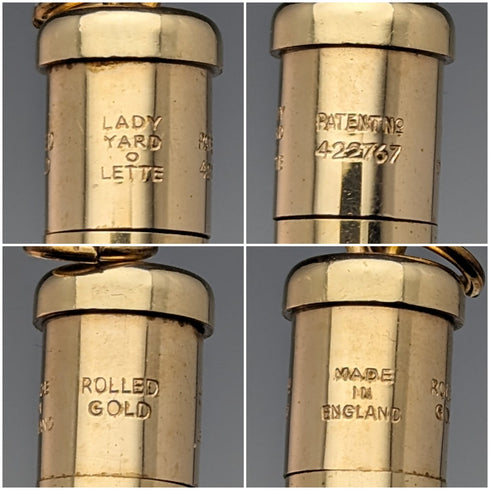 LADY
YARD
O
LETTE
PATENT NO
422767
ROLLED
GOLD
MADE
IN
ENGLAND